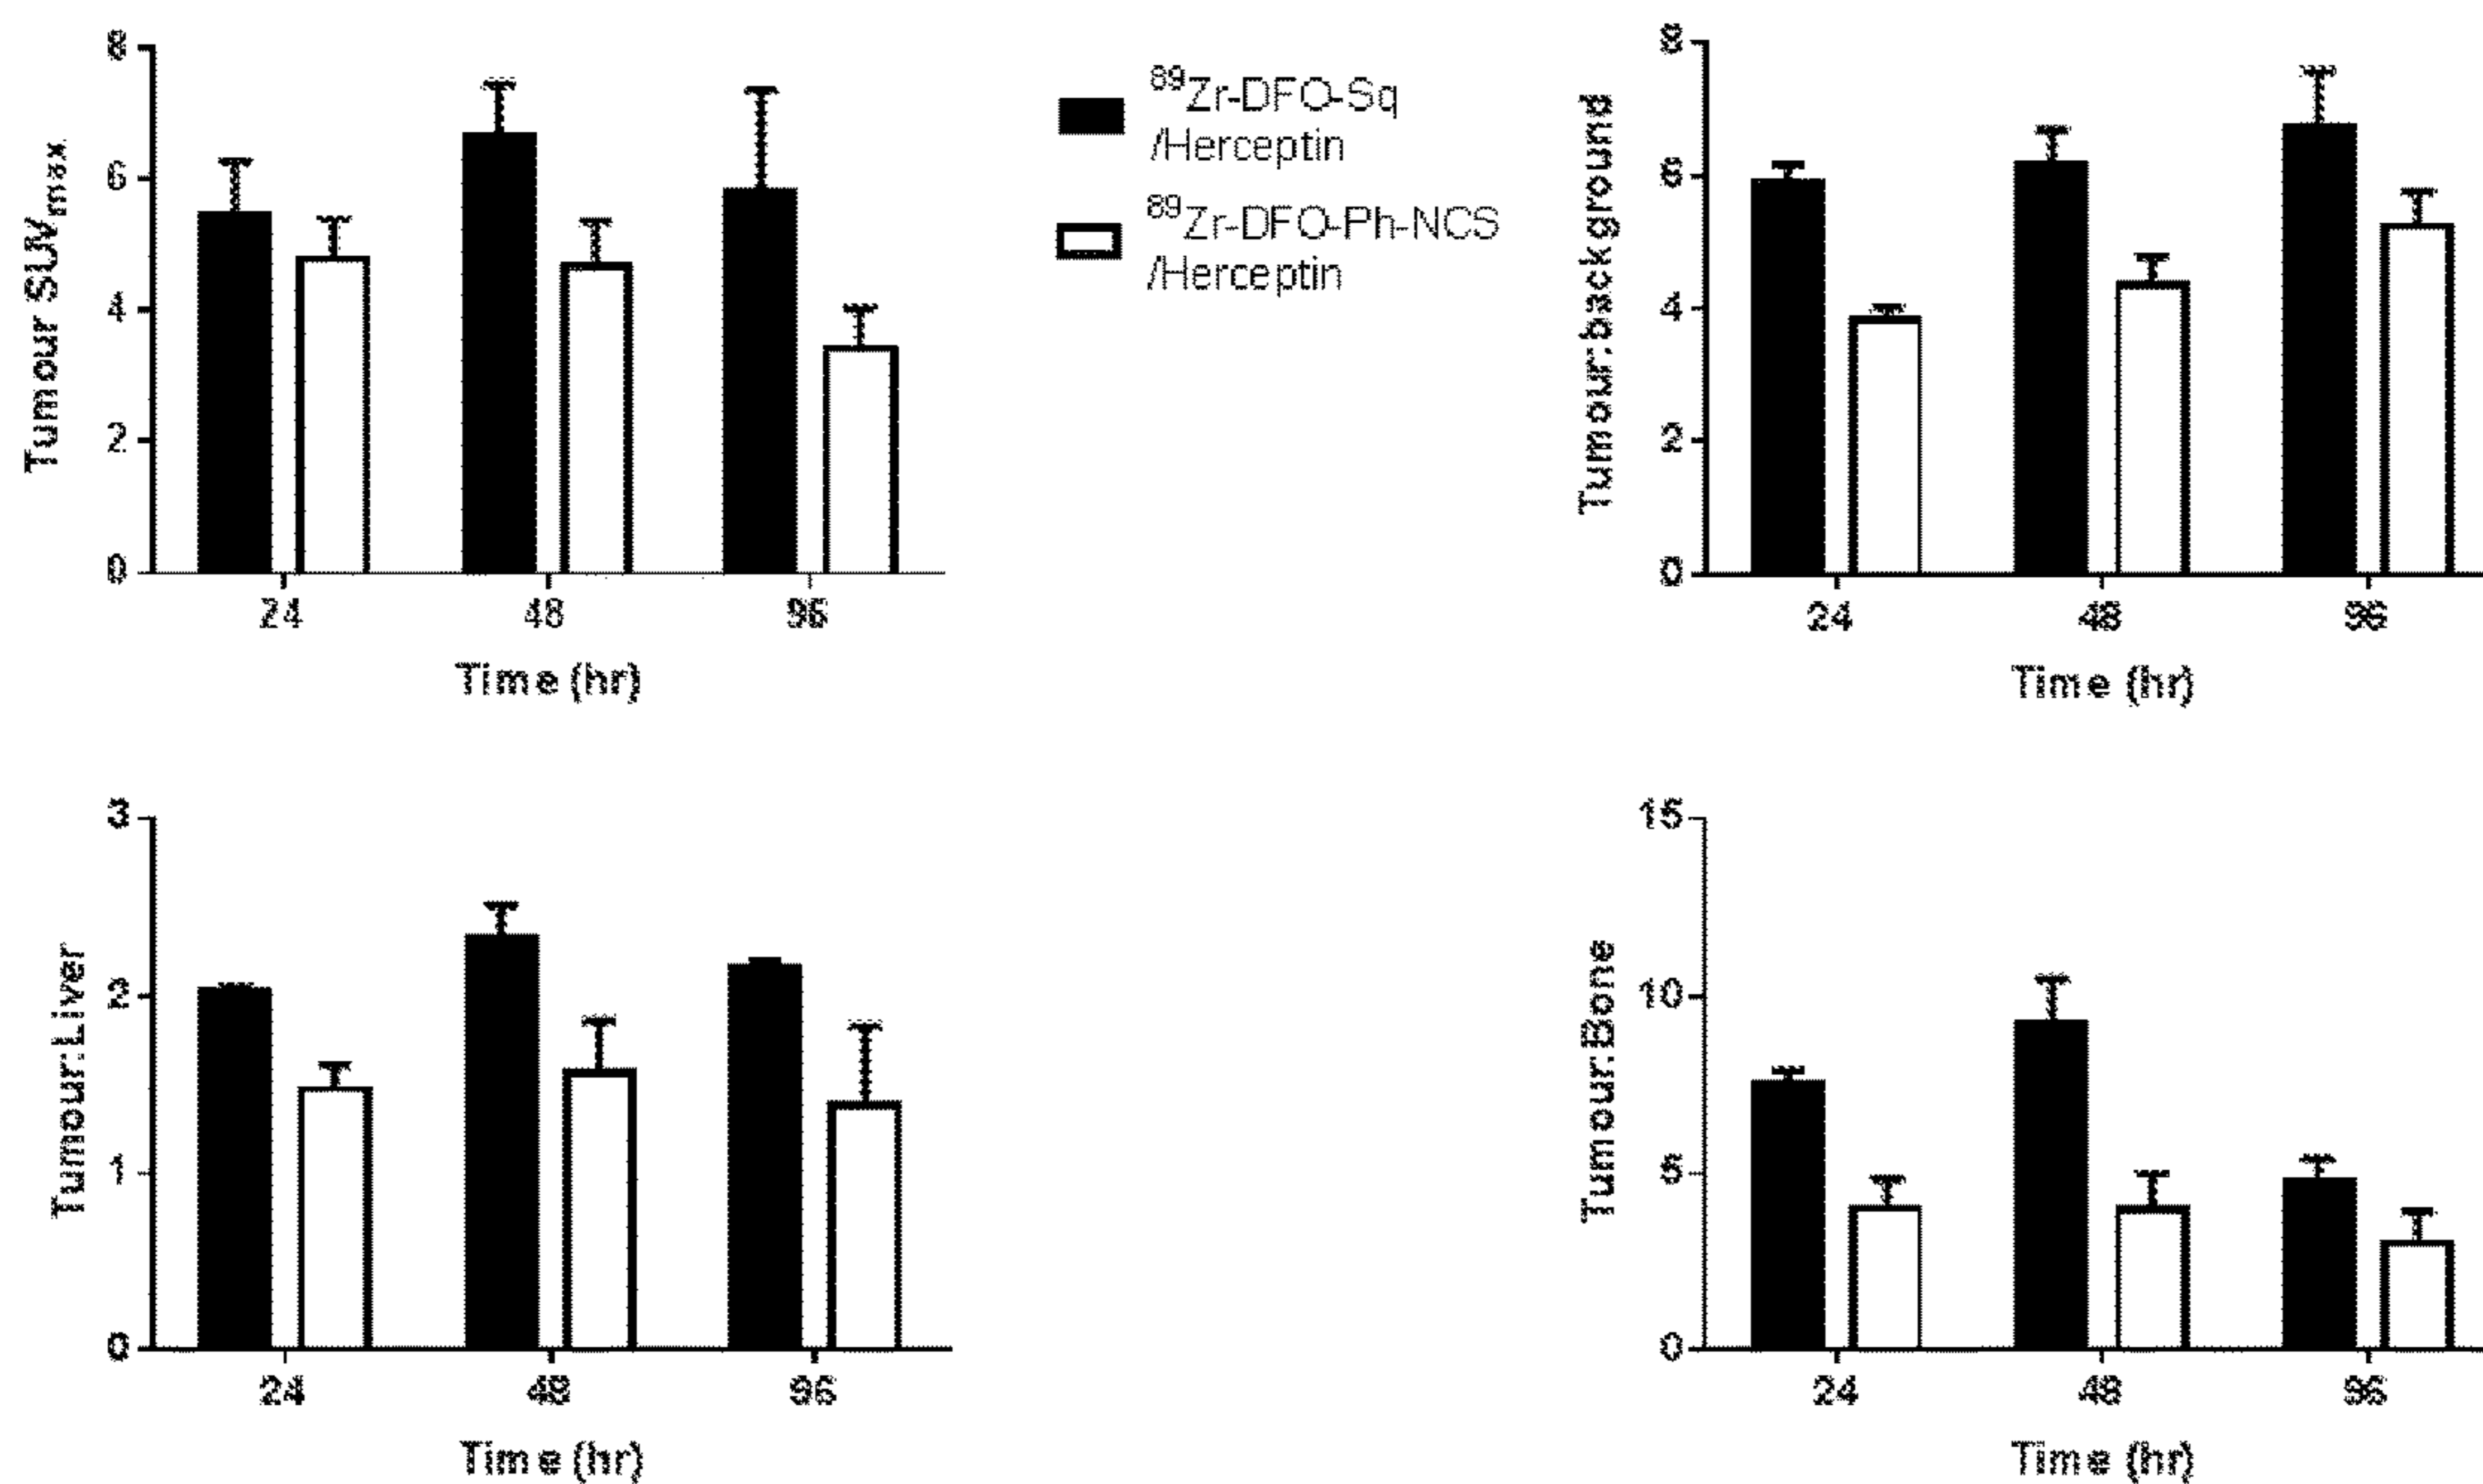 8
6
4
2
0
Tumour SUVmax
24 48 96
Time (hr)
⁸⁹Zr-DFO-Sq
/Herceptin
⁸⁹Zr-DFO-Ph-NCS
/Herceptin
8
6
4
2
0
Tumour:background
24 48 96
Time (hr)
3
2
1
0
Tumour:Liver
24 48 96
Time (hr)
15
10
5
0
Tumour:Bone
24 48 96
Time (hr)